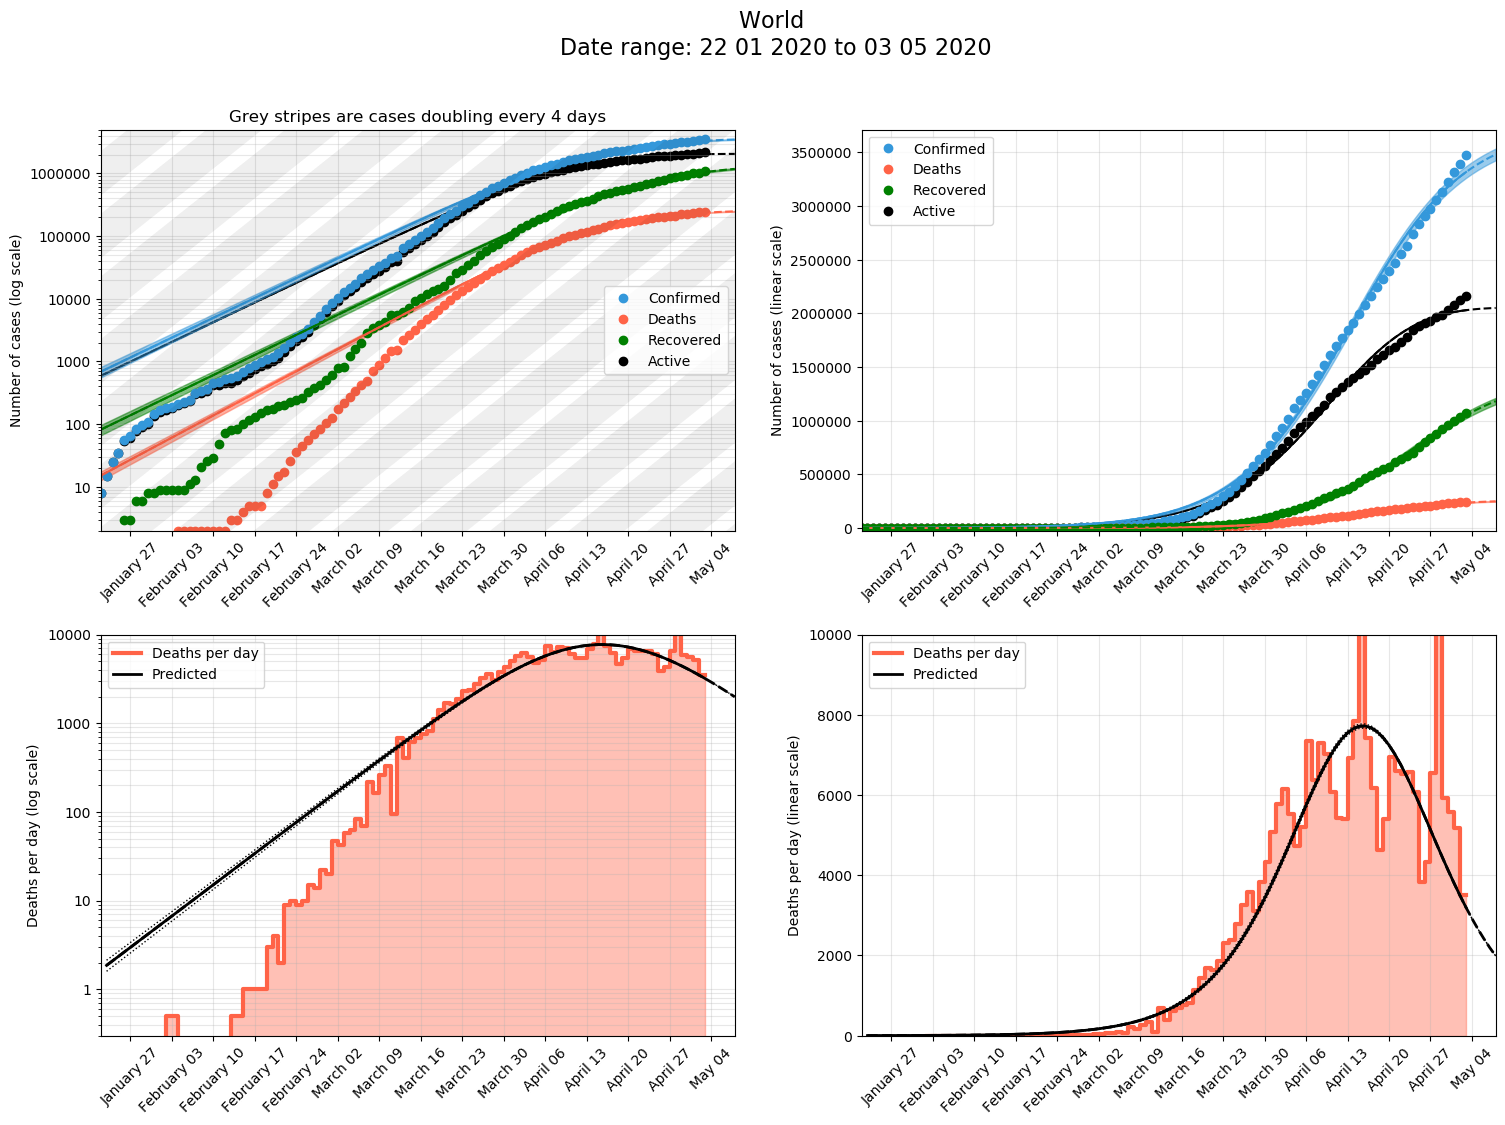 World
Date range: 22 01 2020 to 03 05 2020
Grey stripes are cases doubling every 4 days
Number of cases (log scale)
1000000
100000
10000
1000
100
10
Confirmed
Deaths
Recovered
Active
January 27
February 03
February 10
February 17
February 24
March 02
March 09
March 16
March 23
March 30
April 06
April 13
April 20
April 27
May 04
Number of cases (linear scale)
3500000
3000000
2500000
2000000
1500000
1000000
500000
0
Confirmed
Deaths
Recovered
Active
January 27
February 03
February 10
February 17
February 24
March 02
March 09
March 16
March 23
March 30
April 06
April 13
April 20
April 27
May 04
Deaths per day (log scale)
10000
1000
100
10
1
Deaths per day
Predicted
January 27
February 03
February 10
February 17
February 24
March 02
March 09
March 16
March 23
March 30
April 06
April 13
April 20
April 27
May 04
Deaths per day (linear scale)
10000
8000
6000
4000
2000
0
Deaths per day
Predicted
January 27
February 03
February 10
February 17
February 24
March 02
March 09
March 16
March 23
March 30
April 06
April 13
April 20
April 27
May 04